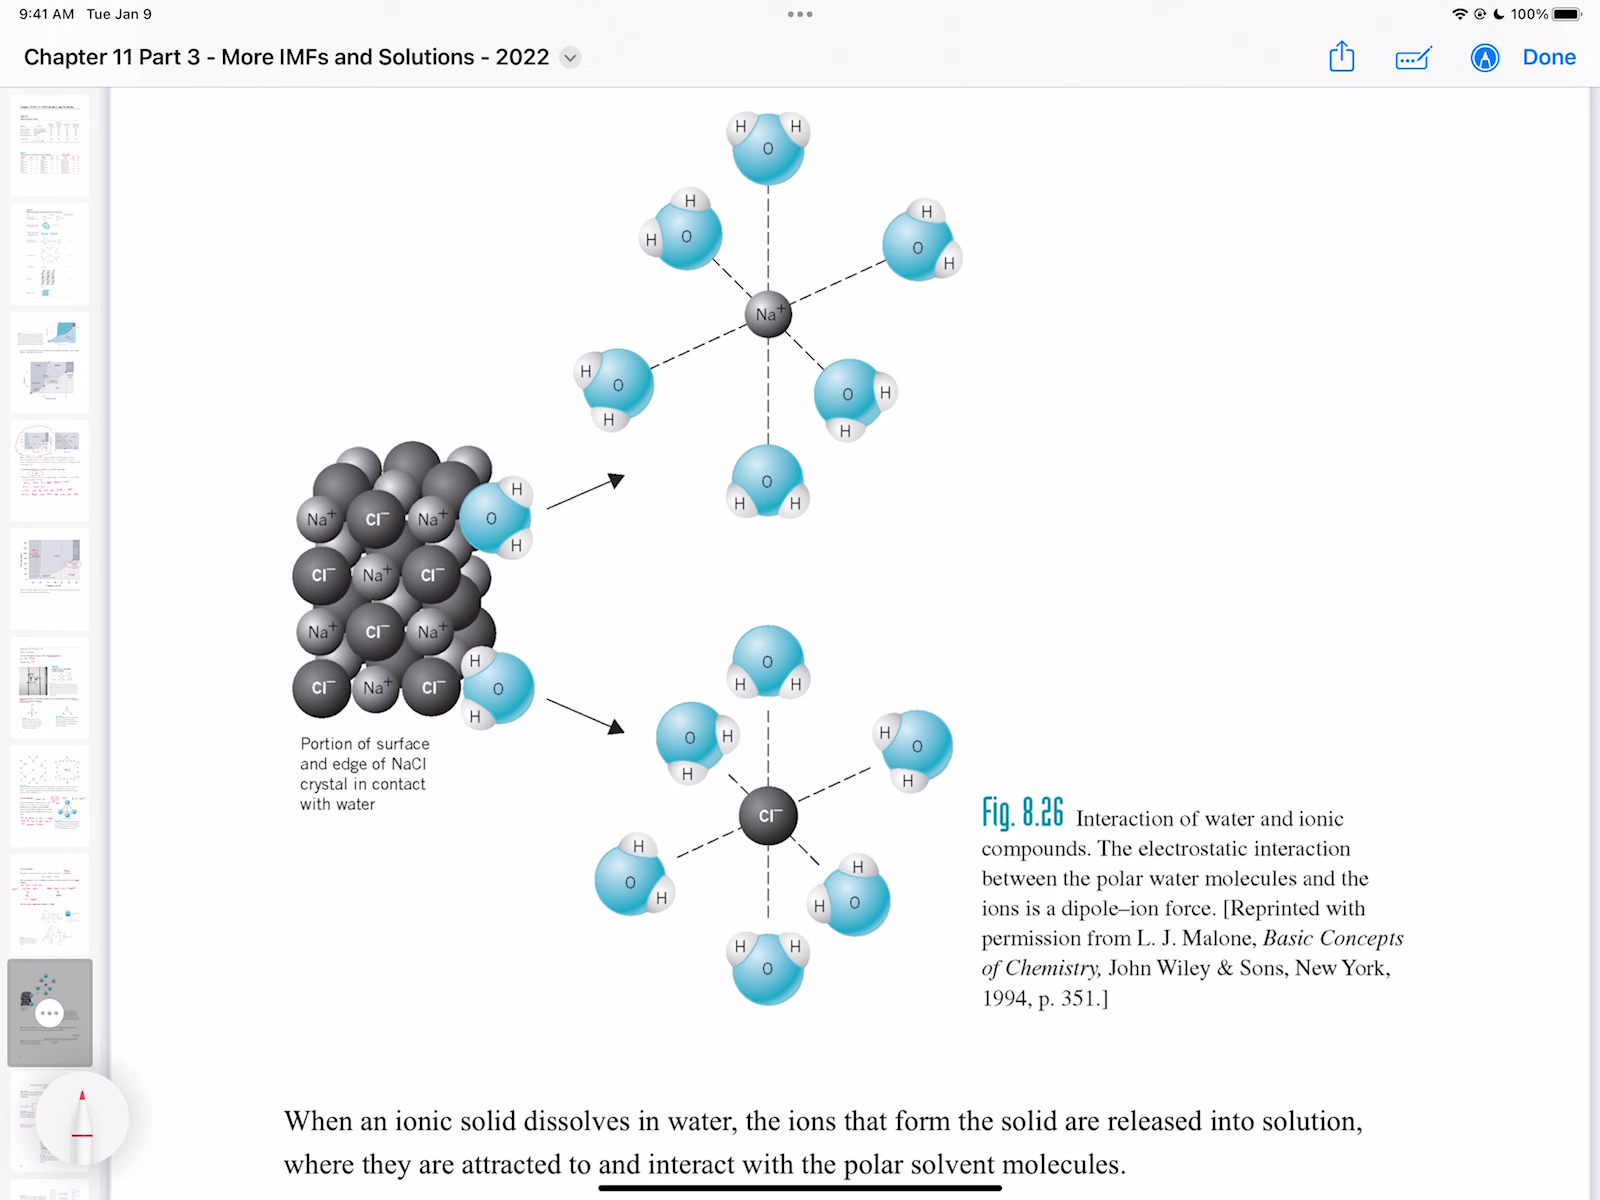 9:41 AM Tue Jan 9
100%
Chapter 11 Part 3 - More IMFs and Solutions - 2022
Done
H H
O
H
H O
H
O
H
Na+
H
O
H
O H
H
O
H H
H
O
H
Na+ Cl− Na+
Cl− Na+ Cl−
Na+ Cl− Na+
Cl− Na+ Cl−
H
O
H
Portion of surface
and edge of NaCl
crystal in contact
with water
O
H H
O H
H
H O
H
Cl−
H
O
H
H
H O
H H
O
Fig. 8.26 Interaction of water and ionic
compounds. The electrostatic interaction
between the polar water molecules and the
ions is a dipole–ion force. [Reprinted with
permission from L. J. Malone, Basic Concepts
of Chemistry, John Wiley & Sons, New York,
1994, p. 351.]
When an ionic solid dissolves in water, the ions that form the solid are released into solution,
where they are attracted to and interact with the polar solvent molecules.